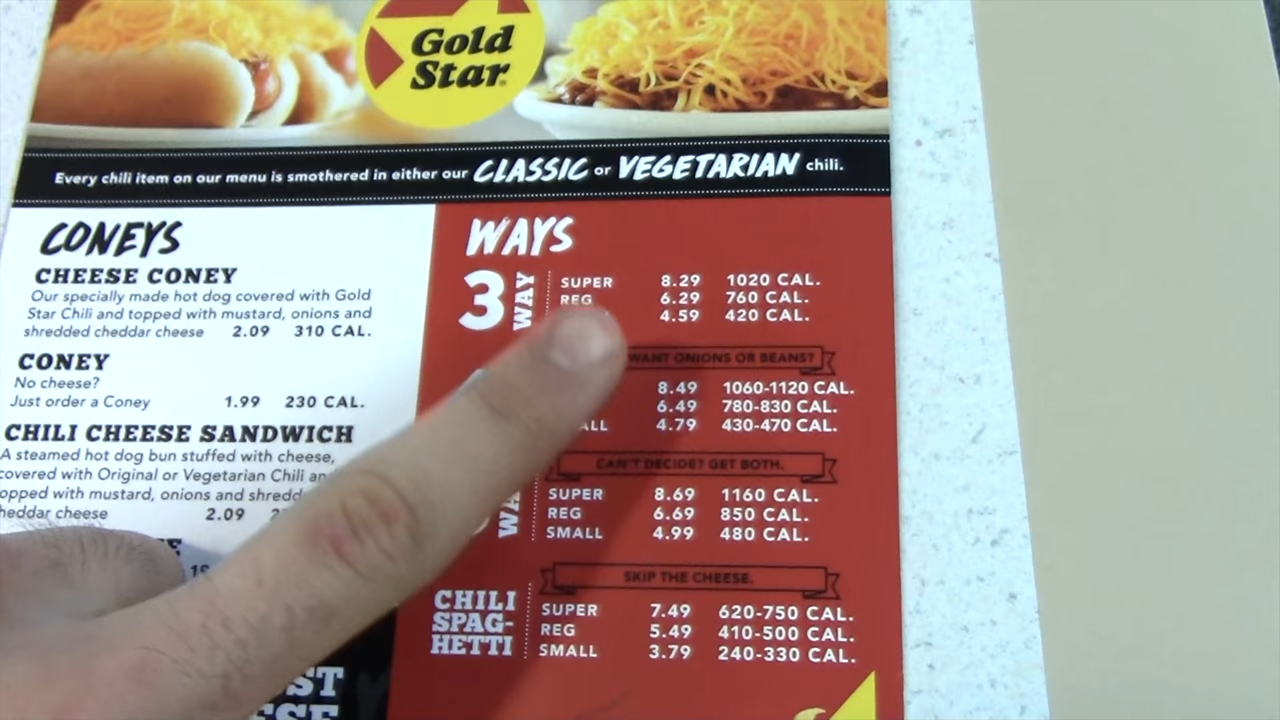 Gold
Star
Every chili item on our menu is smothered in either our CLASSIC or VEGETARIAN chili.
CONEYS
CHEESE CONEY
Our specially made hot dog covered with Gold
Star Chili and topped with mustard, onions and
shredded cheddar cheese 2.09 310 CAL.
CONEY
No cheese?
Just order a Coney 1.99 230 CAL.
CHILI CHEESE SANDWICH
A steamed hot dog bun stuffed with cheese,
covered with Original or Vegetarian Chili
topped with mustard, onions and
cheddar cheese 2.09
WAYS
3 WAY
SUPER 8.29 1020 CAL.
REG 6.29 760 CAL.
4.59 420 CAL.
WANT ONIONS OR BEANS?
8.49 1060-1120 CAL.
6.49 780-830 CAL.
4.79 430-470 CAL.
CAN'T DECIDE? GET BOTH.
SUPER 8.69 1160 CAL.
REG 6.69 850 CAL.
SMALL 4.99 480 CAL.
SKIP THE CHEESE.
CHILI
SPAG-
HETTI
SUPER 7.49 620-750 CAL.
REG 5.49 410-500 CAL.
SMALL 3.79 240-330 CAL.